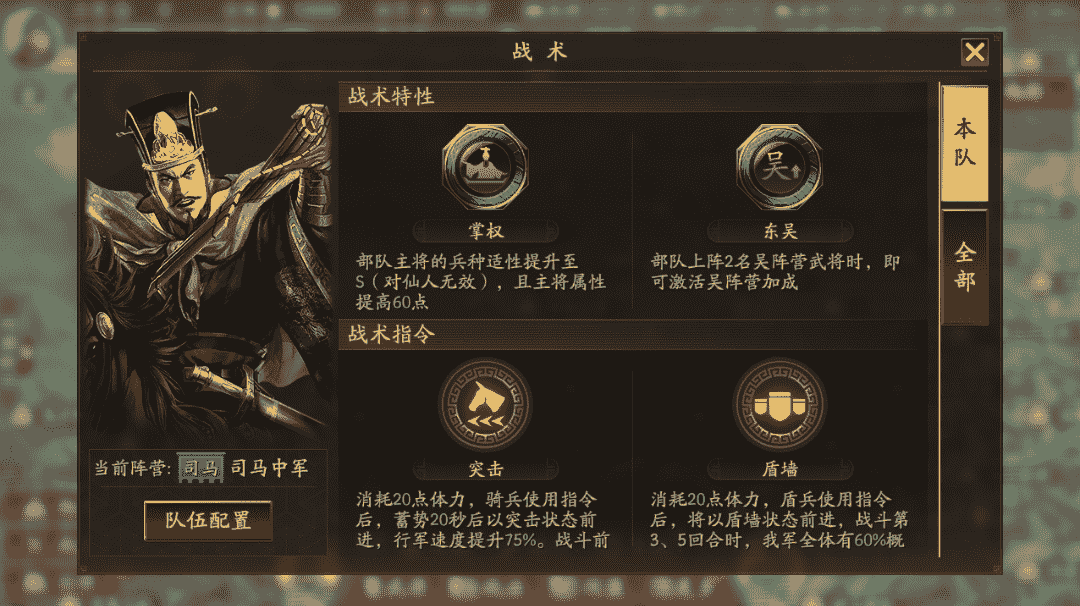 战术
本队
全部
战术特性
掌权
部队主将的兵种适性提升至
S（对仙人无效），且主将属性
提高60点
吴
东吴
部队上阵2名吴阵营武将时，即
可激活吴阵营加成
战术指令
突击
消耗20点体力，骑兵使用指令
后，蓄势20秒后以突击状态前
进，行军速度提升75%。战斗前
盾墙
消耗20点体力，盾兵使用指令
后，将以盾墙状态前进，战斗第
3、5回合时，我军全体有60%概
当前阵营: 司马 司马中军
队伍配置